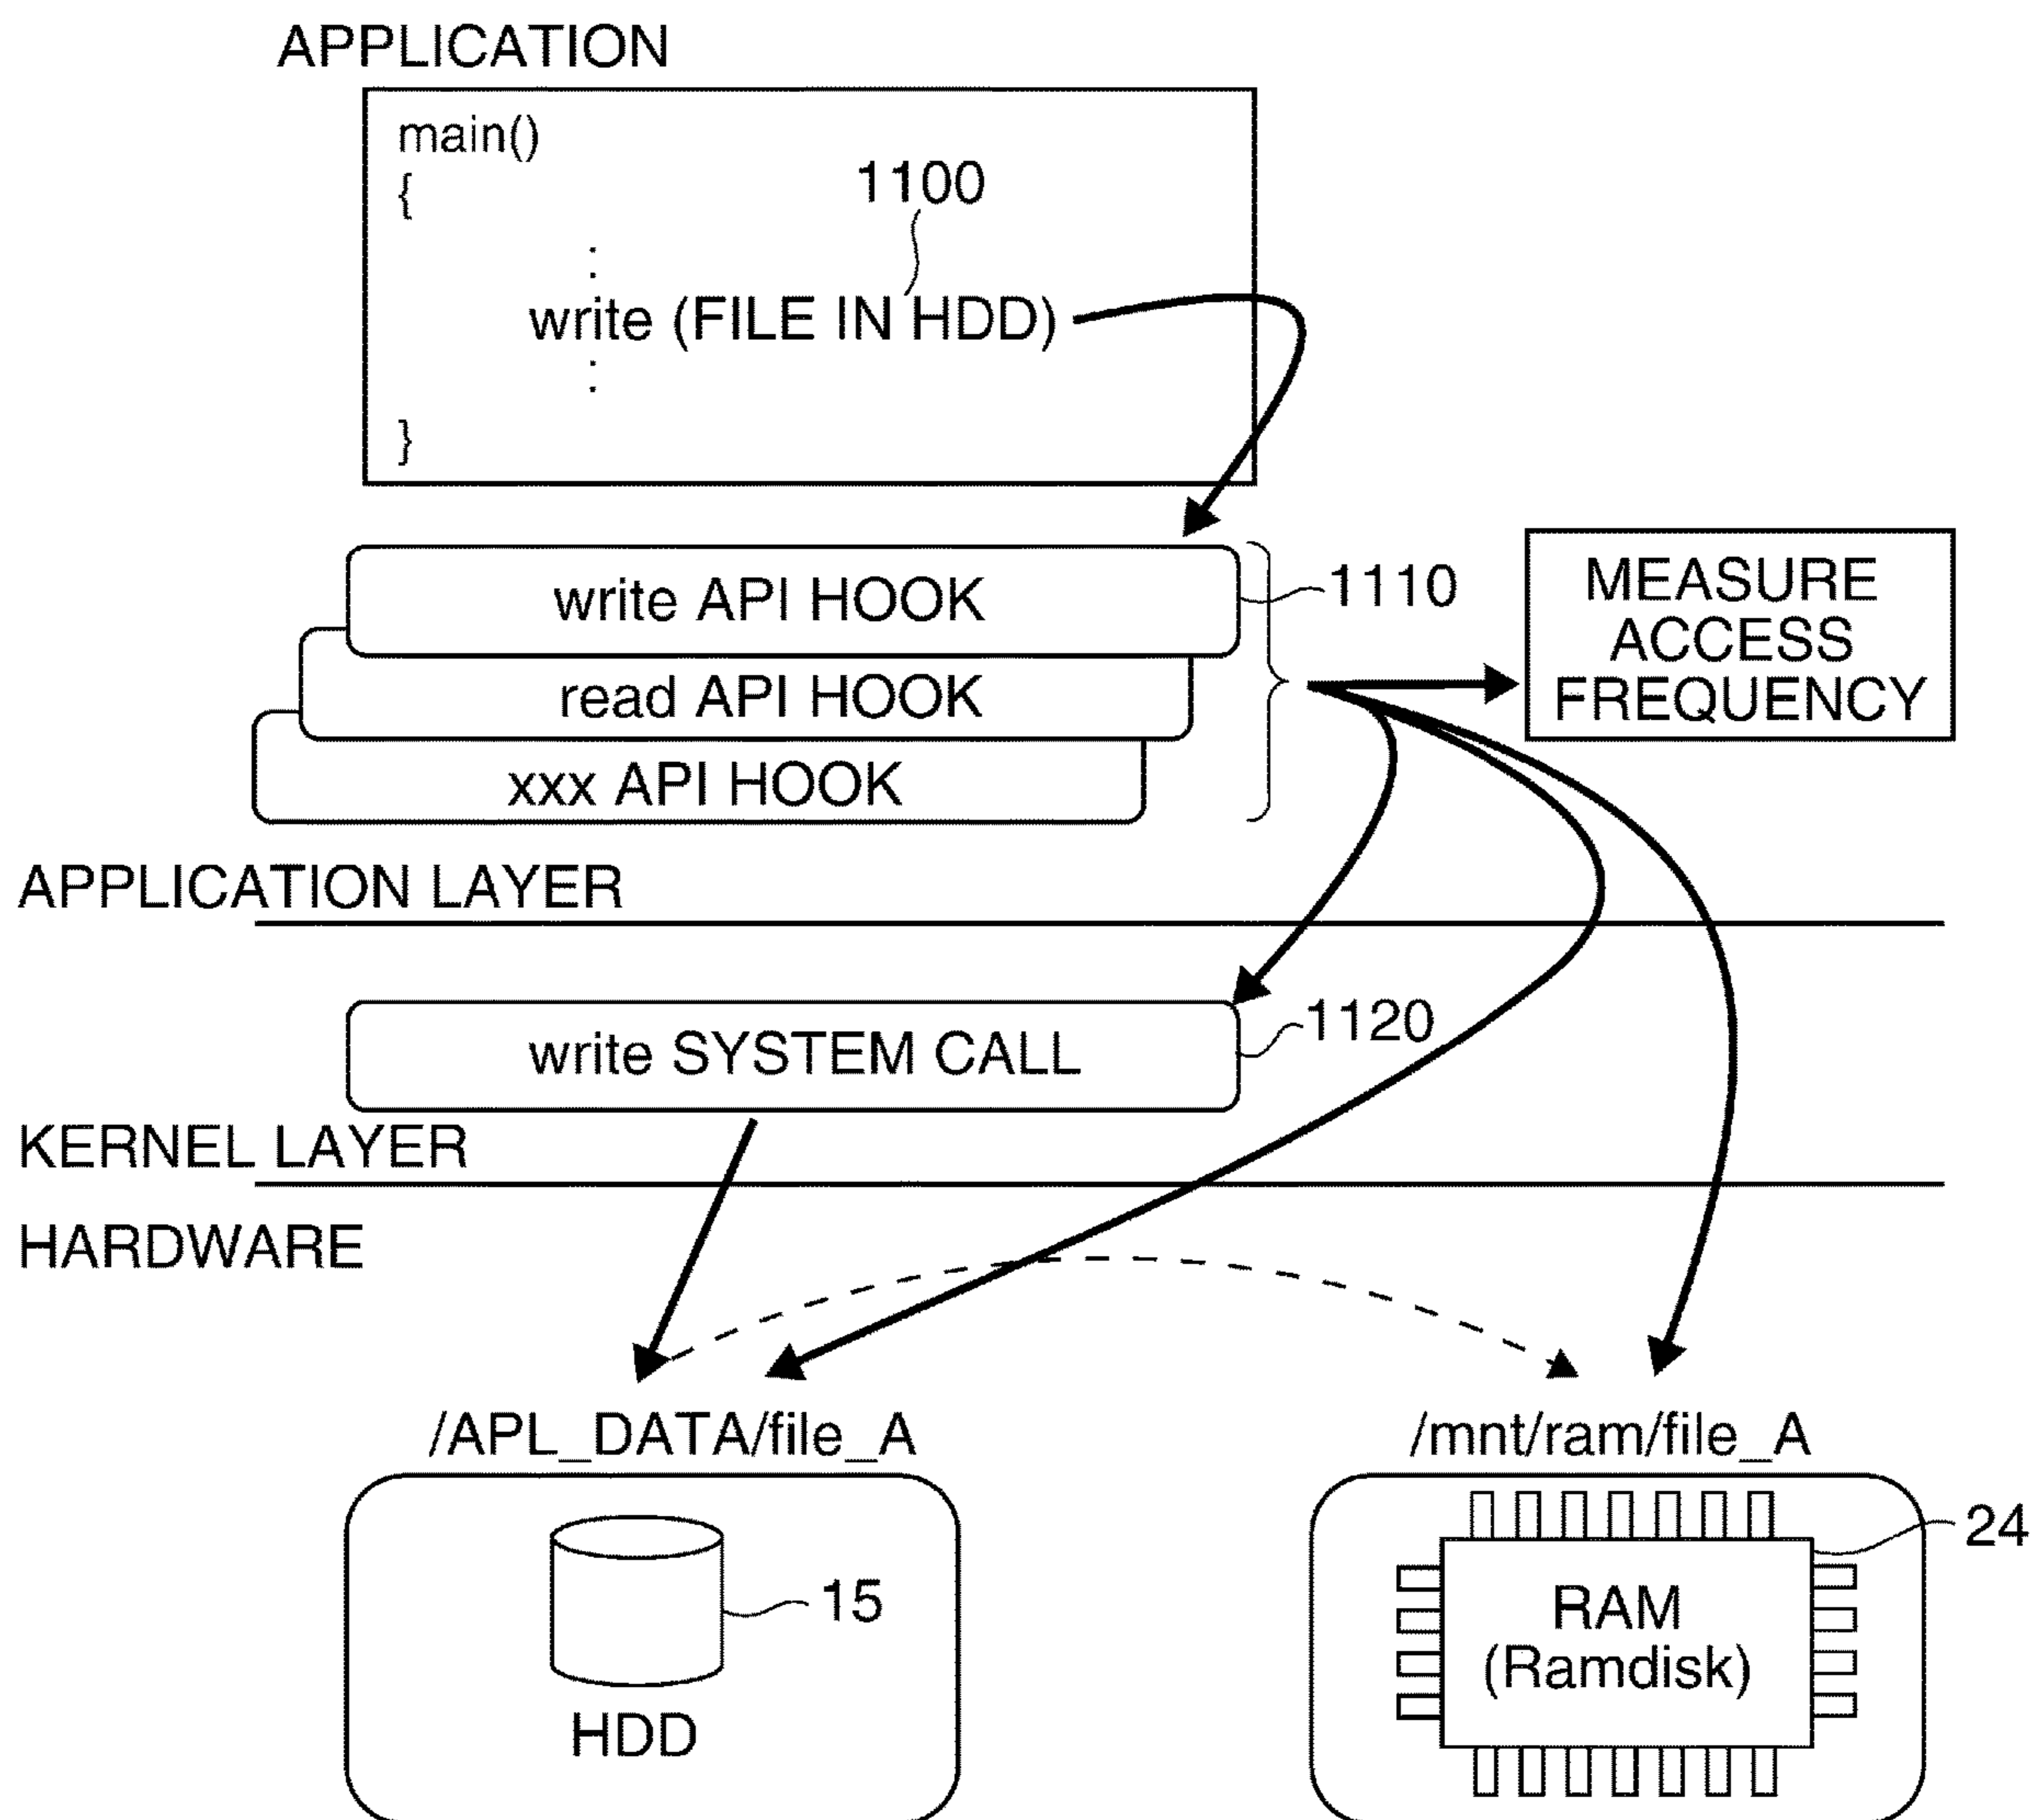 APPLICATION
main()
{
1100
:
write (FILE IN HDD)
:
}
write API HOOK
1110
read API HOOK
xxx API HOOK
MEASURE
ACCESS
FREQUENCY
APPLICATION LAYER
write SYSTEM CALL
1120
KERNEL LAYER
HARDWARE
/APL_DATA/file_A
/mnt/ram/file_A
15
HDD
24
RAM
(Ramdisk)